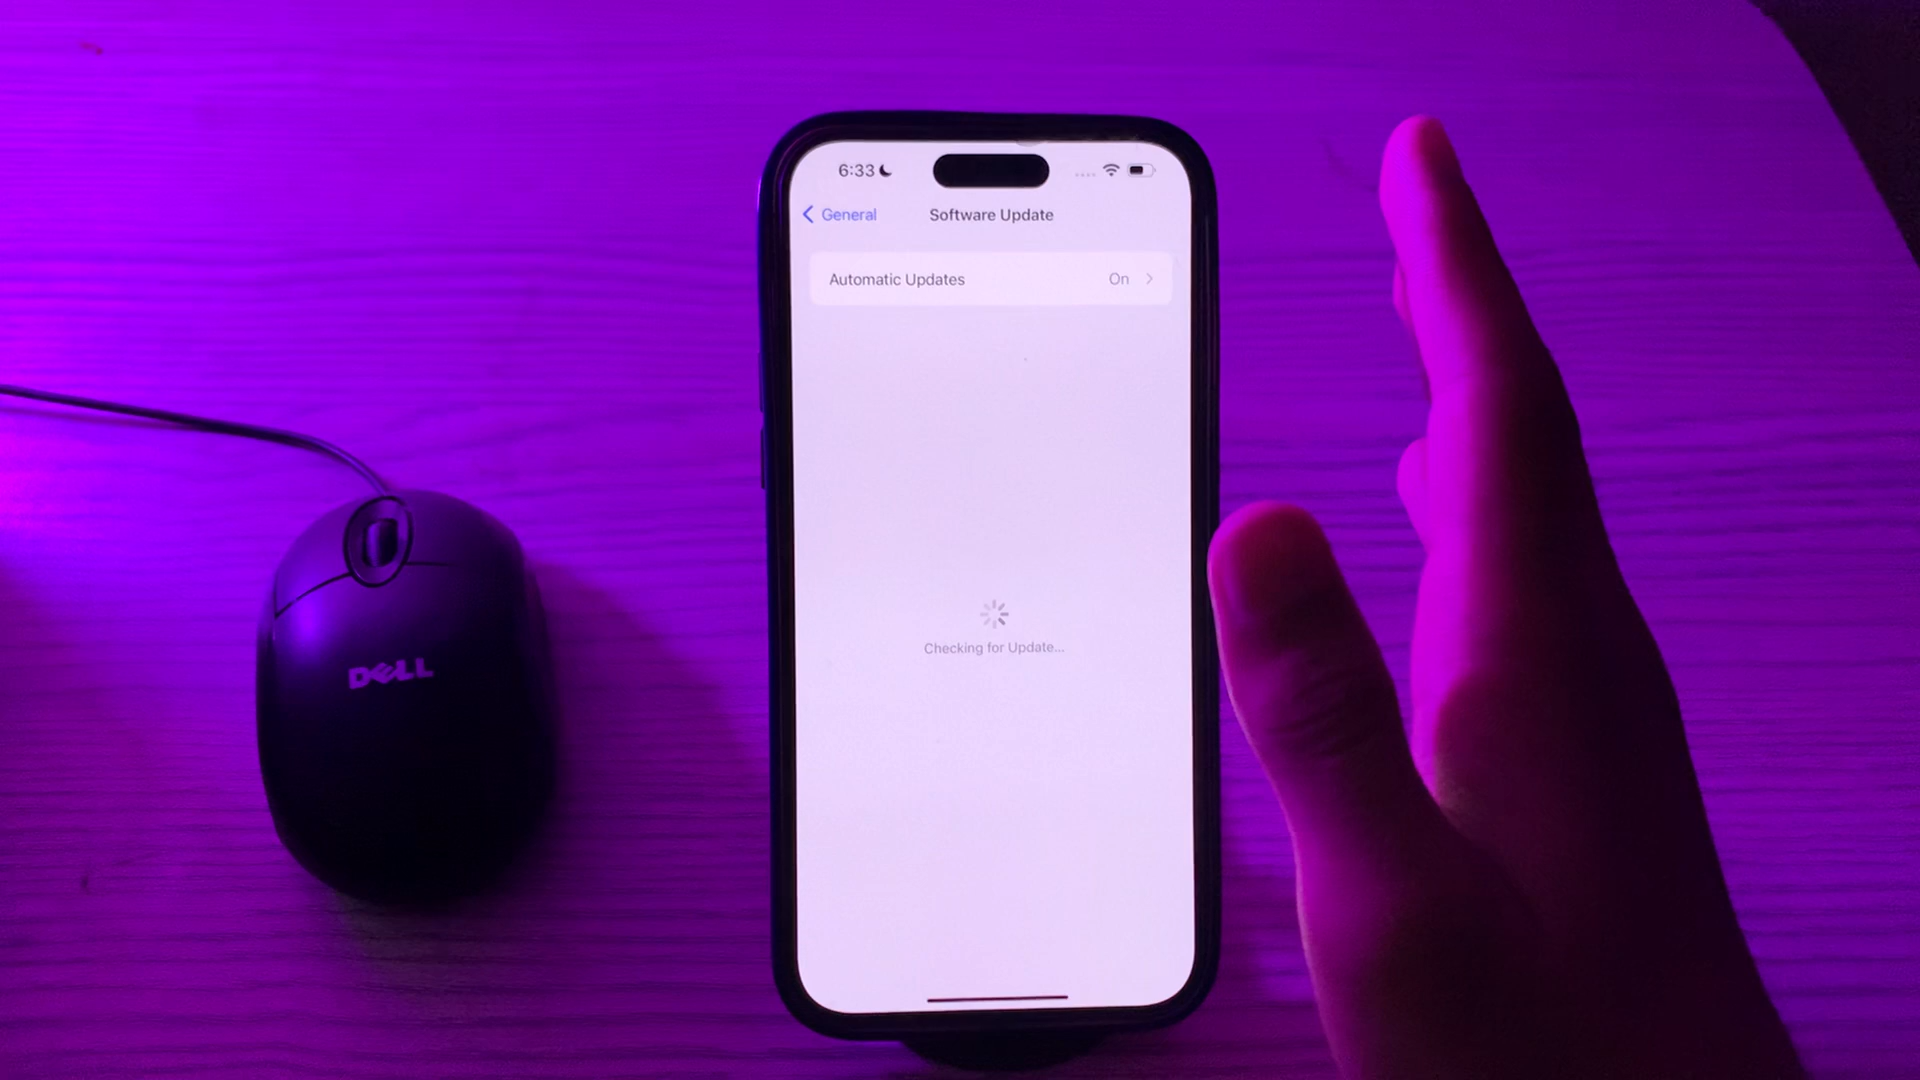 6:33
General
Software Update
Automatic Updates On
Checking for Update...
DELL